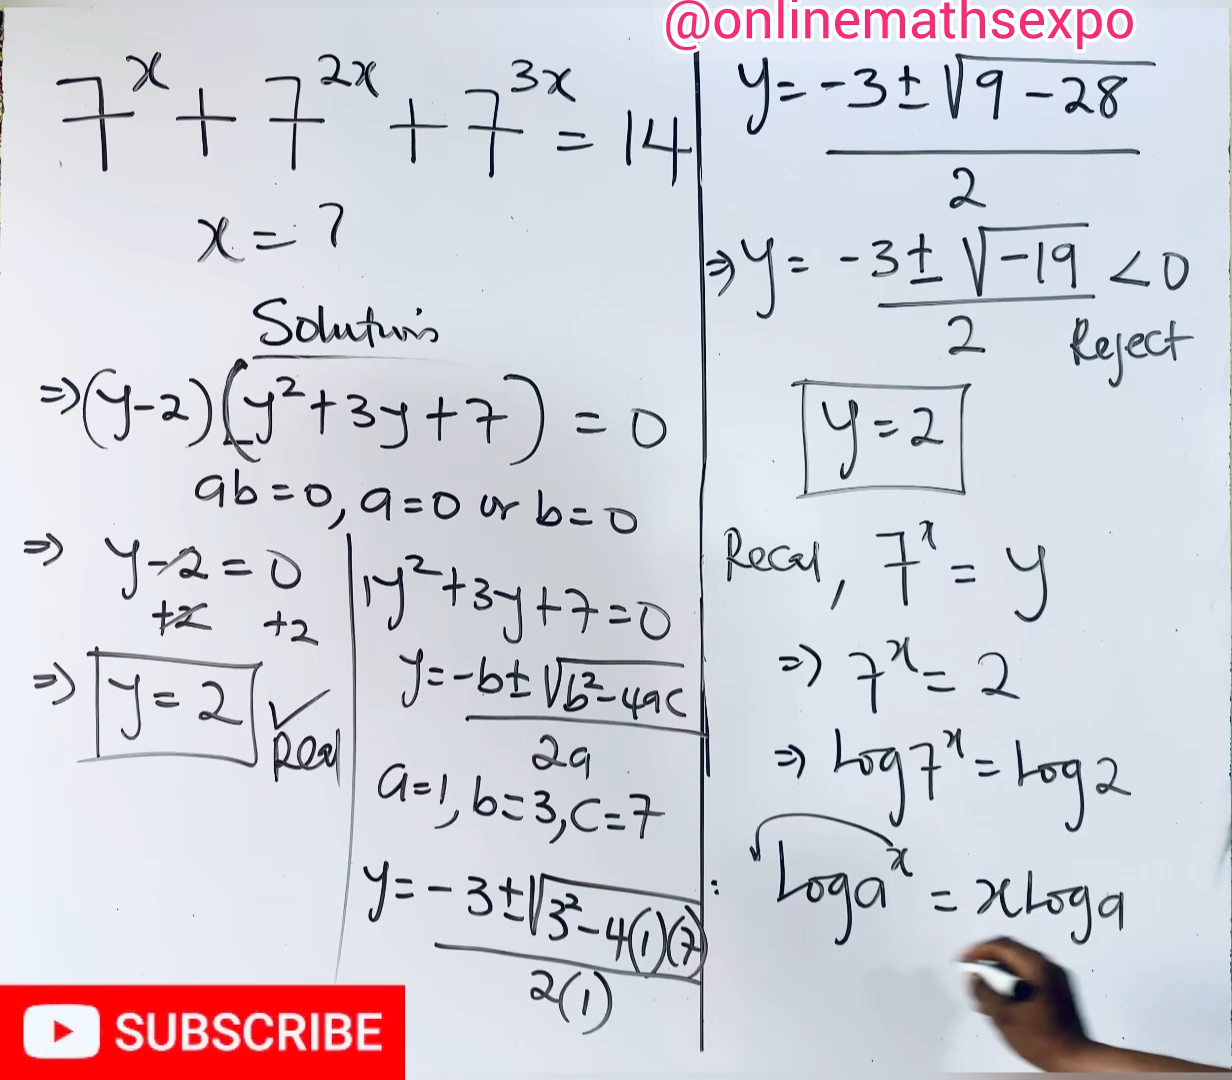 @onlinemathsexpo
7^x + 7^2x + 7^3x = 14
x = ?
Solutwis
⇒ (y-2)(y² + 3y + 7) = 0
ab = 0, a = 0 or b = 0
⇒ y-2 = 0
+2 +2
⇒ y = 2 ✓
Real
1y² + 3y + 7 = 0
y = -b ± √b² - 4ac
2a
a = 1, b = 3, c = 7
y = -3 ± √3² - 4(1)(7)
2(1)
y = -3 ± √9 - 28
2
⇒ y = -3 ± √-19 < 0
2 Reject
y = 2
Recal, 7^x = y
⇒ 7^x = 2
⇒ Log7^x = Log2
: Loga^x = xLoga
SUBSCRIBE